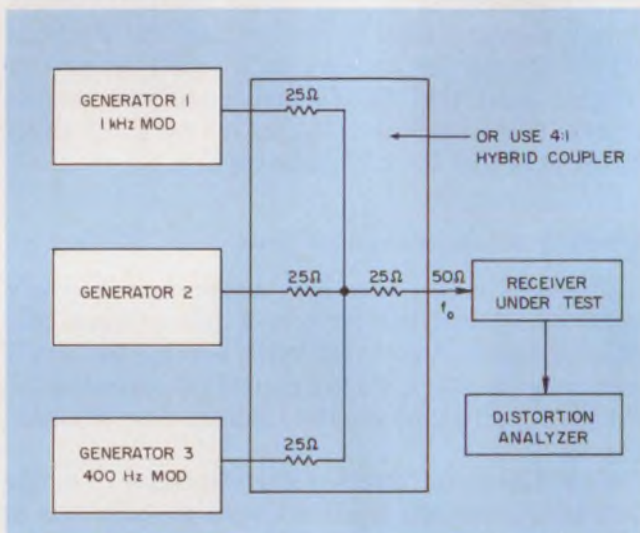 GENERATOR 1
1 kHz MOD
25Ω
OR USE 4:1
HYBRID COUPLER
GENERATOR 2
25Ω
25Ω
50Ω
f₀
RECEIVER
UNDER TEST
GENERATOR 3
400 Hz MOD
25Ω
DISTORTION
ANALYZER